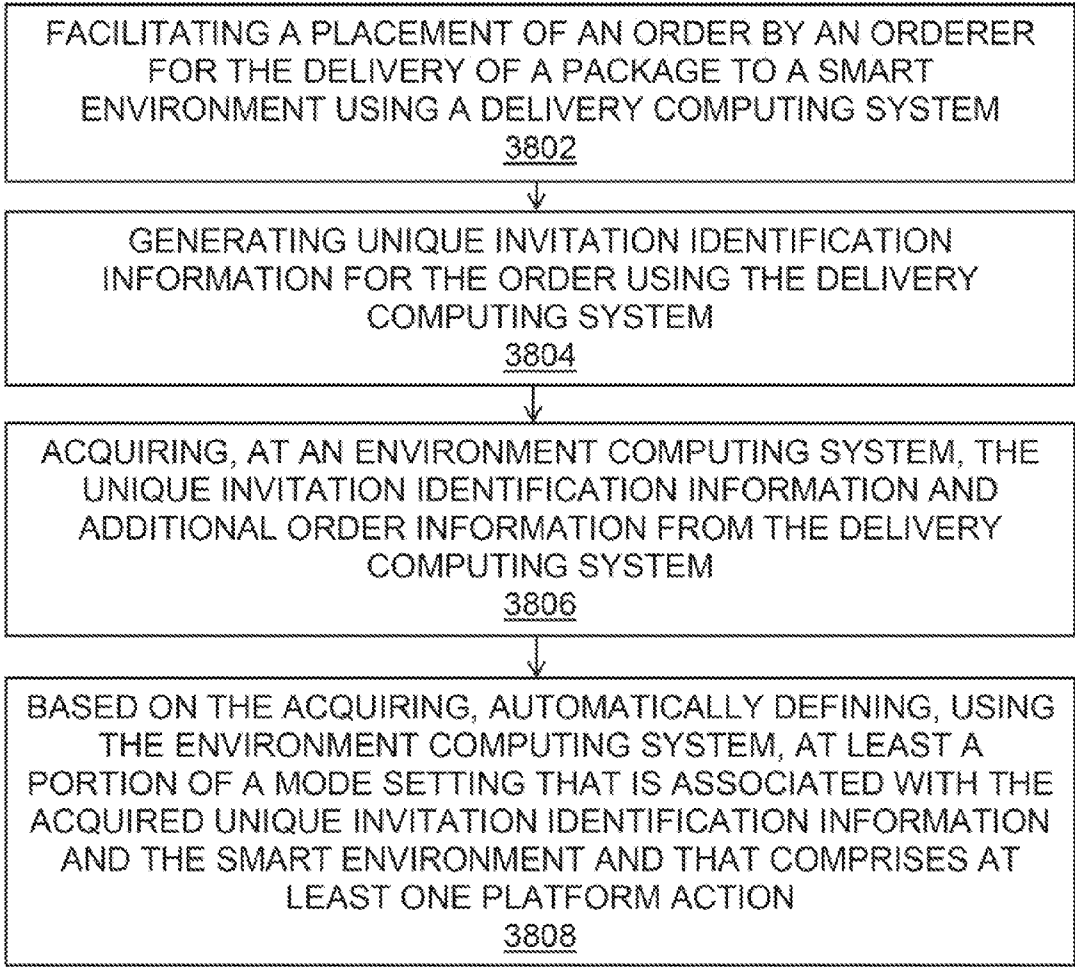 FACILITATING A PLACEMENT OF AN ORDER BY AN ORDERER
FOR THE DELIVERY OF A PACKAGE TO A SMART
ENVIRONMENT USING A DELIVERY COMPUTING SYSTEM
3802
GENERATING UNIQUE INVITATION IDENTIFICATION
INFORMATION FOR THE ORDER USING THE DELIVERY
COMPUTING SYSTEM
3804
ACQUIRING, AT AN ENVIRONMENT COMPUTING SYSTEM, THE
UNIQUE INVITATION IDENTIFICATION INFORMATION AND
ADDITIONAL ORDER INFORMATION FROM THE DELIVERY
COMPUTING SYSTEM
3806
BASED ON THE ACQUIRING, AUTOMATICALLY DEFINING, USING
THE ENVIRONMENT COMPUTING SYSTEM, AT LEAST A
PORTION OF A MODE SETTING THAT IS ASSOCIATED WITH THE
ACQUIRED UNIQUE INVITATION IDENTIFICATION INFORMATION
AND THE SMART ENVIRONMENT AND THAT COMPRISES AT
LEAST ONE PLATFORM ACTION
3808